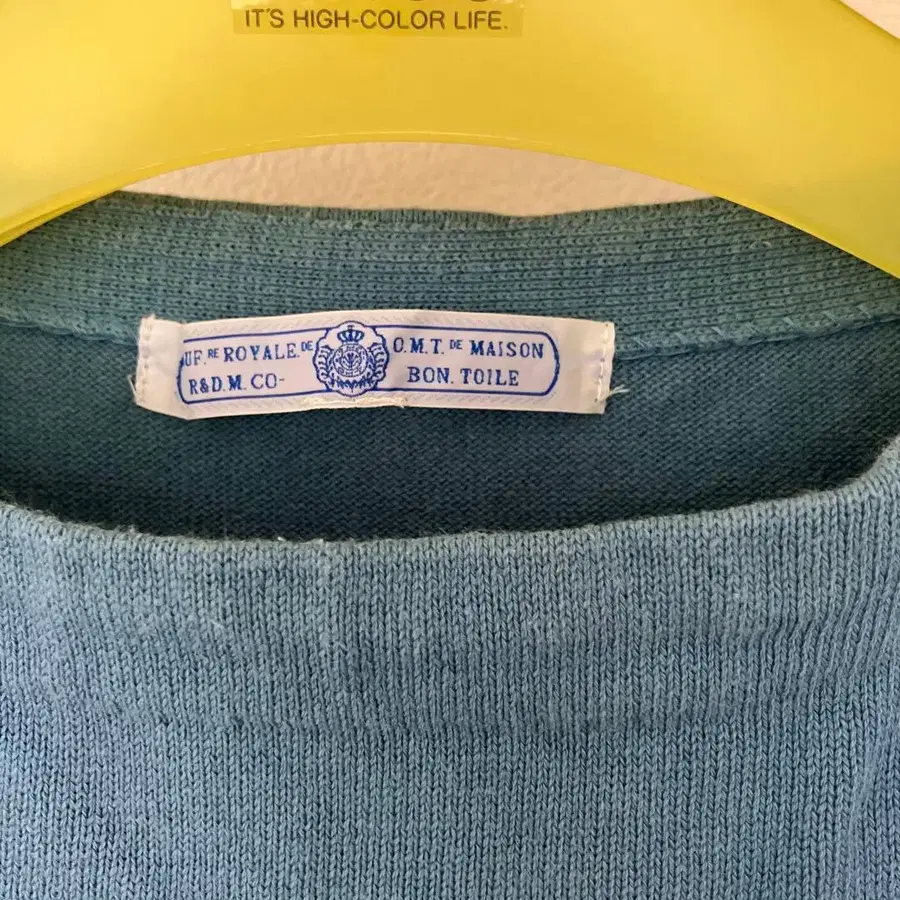 IT'S HIGH-COLOR LIFE.
UF. RE ROYALE. DE O.M.T. DE MAISON
R&D.M. CO- BON. TOILE